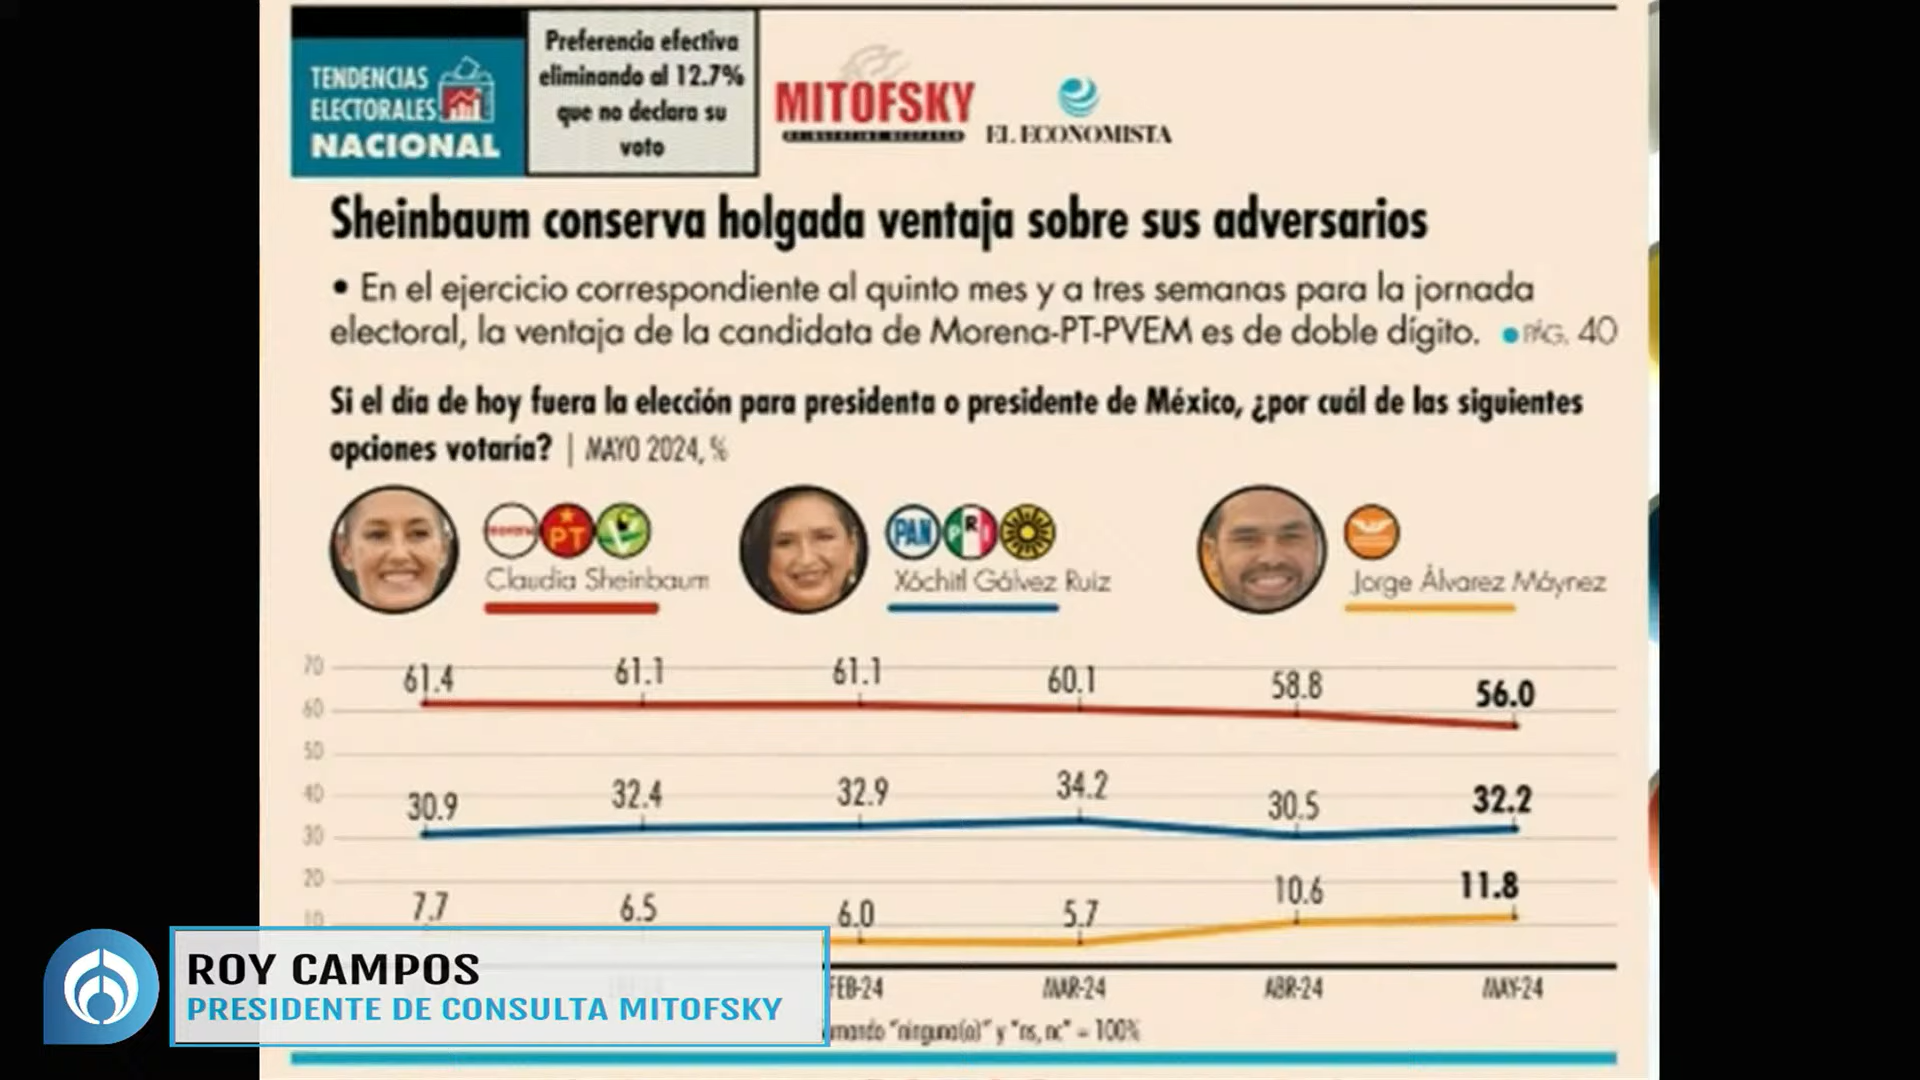 Preferencia efectiva
eliminando al 12.7%
que no declara su
voto
TENDENCIAS
ELECTORALES
NACIONAL
MITOFSKY
EL ECONOMISTA
Sheinbaum conserva holgada ventaja sobre sus adversarios
• En el ejercicio correspondiente al quinto mes y a tres semanas para la jornada
electoral, la ventaja de la candidata de Morena-PT-PVEM es de doble dígito. ● PÁG. 40
Si el día de hoy fuera la elección para presidenta o presidente de México, ¿por cuál de las siguientes
opciones votaría? | MAYO 2024, %
morena PT
Claudia Sheinbaum
PAN PRI
Xóchitl Gálvez Ruiz
Jorge Álvarez Máynez
70
61.4 61.1 61.1 60.1 58.8 56.0
60
50
40
30.9 32.4 32.9 34.2 30.5 32.2
30
20
7.7 6.5 6.0 5.7 10.6 11.8
10
FEB-24 MAR-24 ABR-24 MAY-24
"ninguna(o)" y "ns, nc" = 100%
ROY CAMPOS
PRESIDENTE DE CONSULTA MITOFSKY